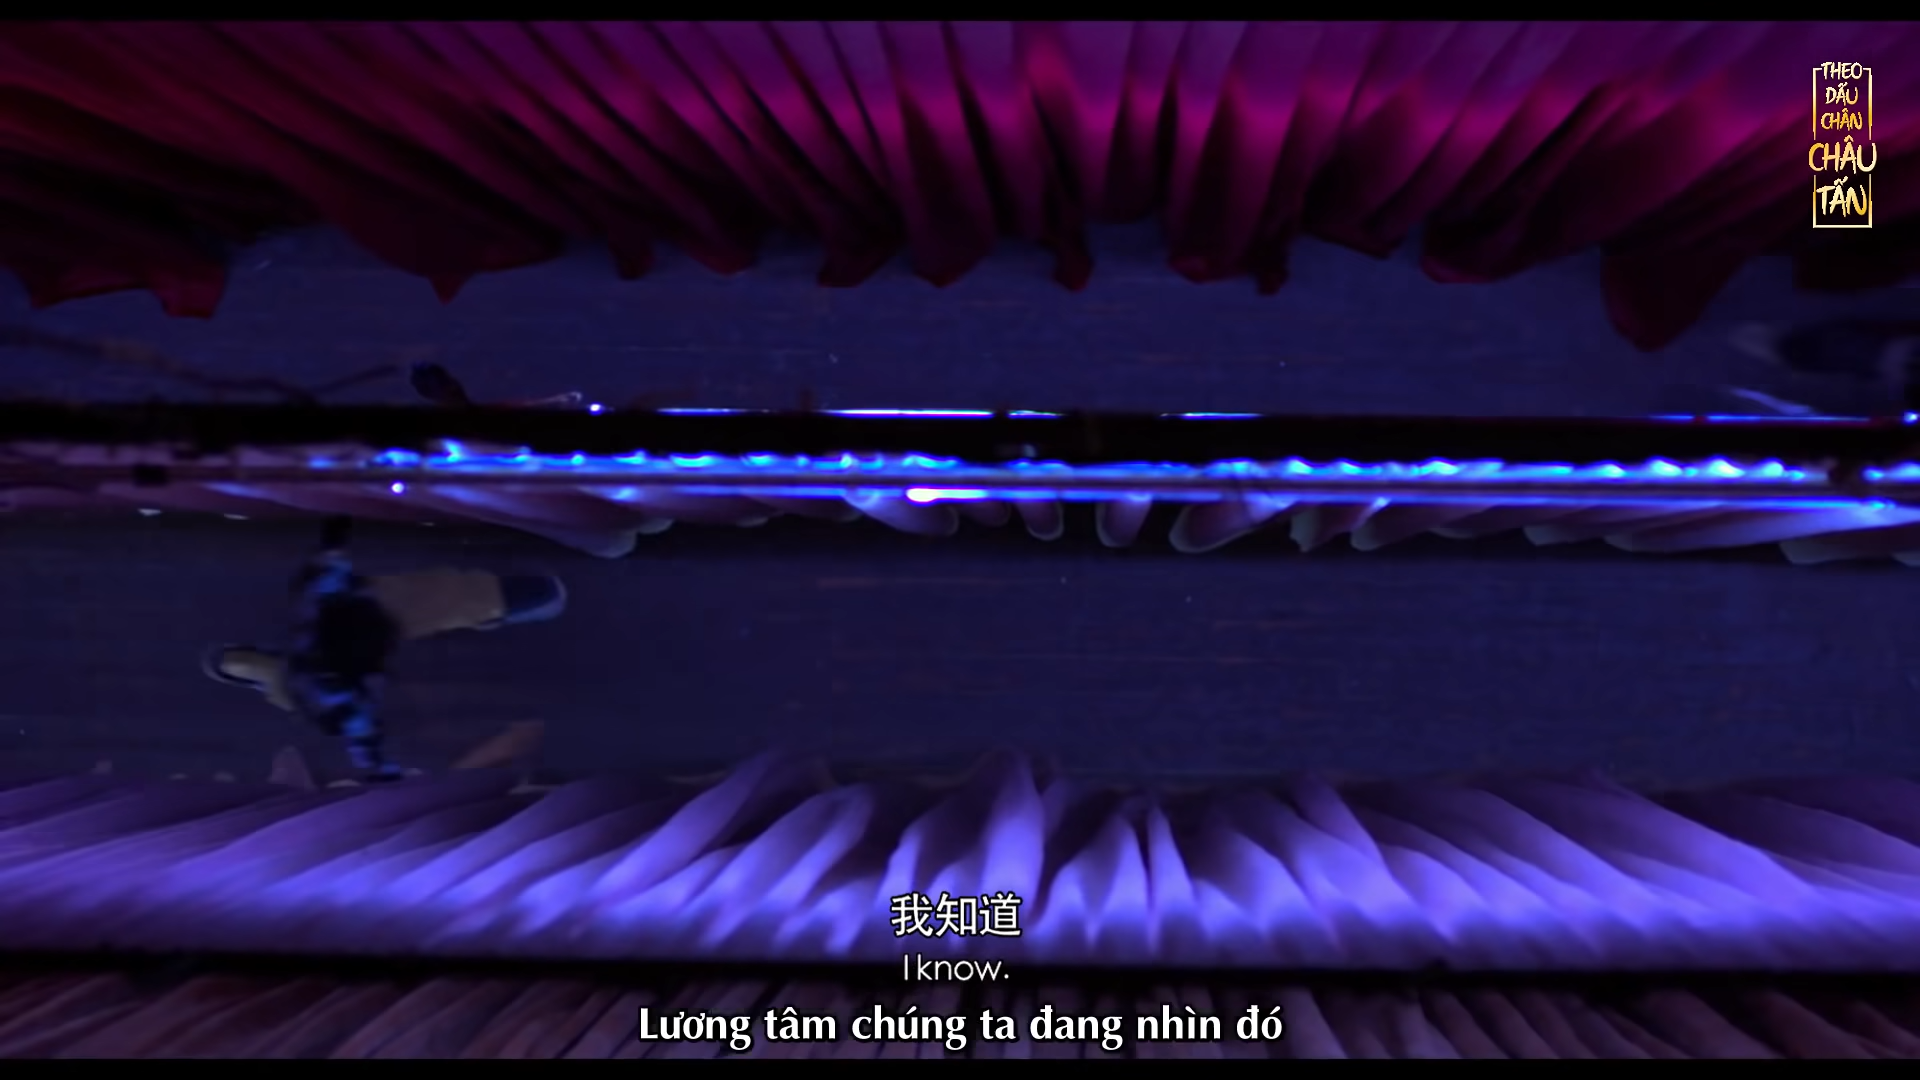 THEO
DẤU
CHÂN
CHÂU
TẤN
我知道
I know.
Lương tâm chúng ta đang nhìn đó